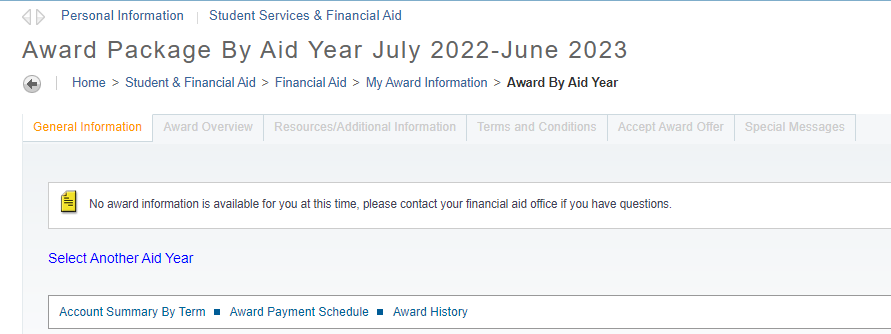 Personal Information Student Services & Financial Aid
Award Package By Aid Year July 2022-June 2023
Home > Student & Financial Aid > Financial Aid > My Award Information > Award By Aid Year
General Information Award Overview Resources/Additional Information Terms and Conditions Accept Award Offer Special Messages
No award information is available for you at this time, please contact your financial aid office if you have questions.
Select Another Aid Year
Account Summary By Term Award Payment Schedule Award History